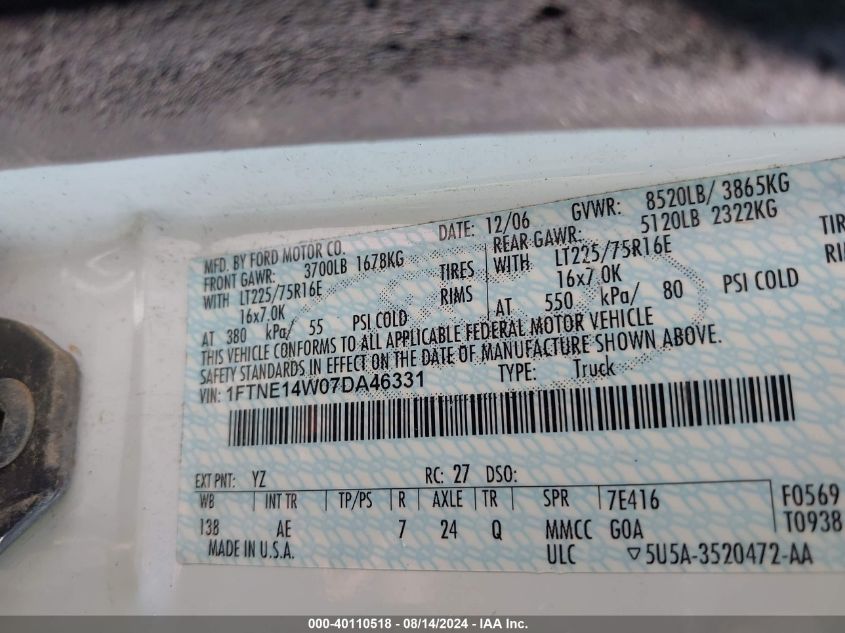 MFD. BY FORD MOTOR CO.
DATE: 12/06 GVWR: 8520LB/ 3865KG
FRONT GAWR: 3700LB 1678KG
REAR GAWR: 5120LB 2322KG
WITH LT225/75R16E TIRES
WITH LT225/75R16E TIR
16x7.0K RIMS
16x7.0K RI
AT 380 kPa/ 55 PSI COLD
AT 550 kPa/ 80 PSI COLD
THIS VEHICLE CONFORMS TO ALL APPLICABLE FEDERAL MOTOR VEHICLE
SAFETY STANDARDS IN EFFECT ON THE DATE OF MANUFACTURE SHOWN ABOVE.
VIN: 1FTNE14W07DA46331 TYPE: Truck
EXT PNT: YZ RC: 27 DSO:
WB INT TR TP/PS R AXLE TR SPR 7E416 F0569
138 AE 7 24 Q MMCC G0A T0938
MADE IN U.S.A. ULC ▽5U5A-3520472-AA
000-40110518 - 08/14/2024 - IAA Inc.